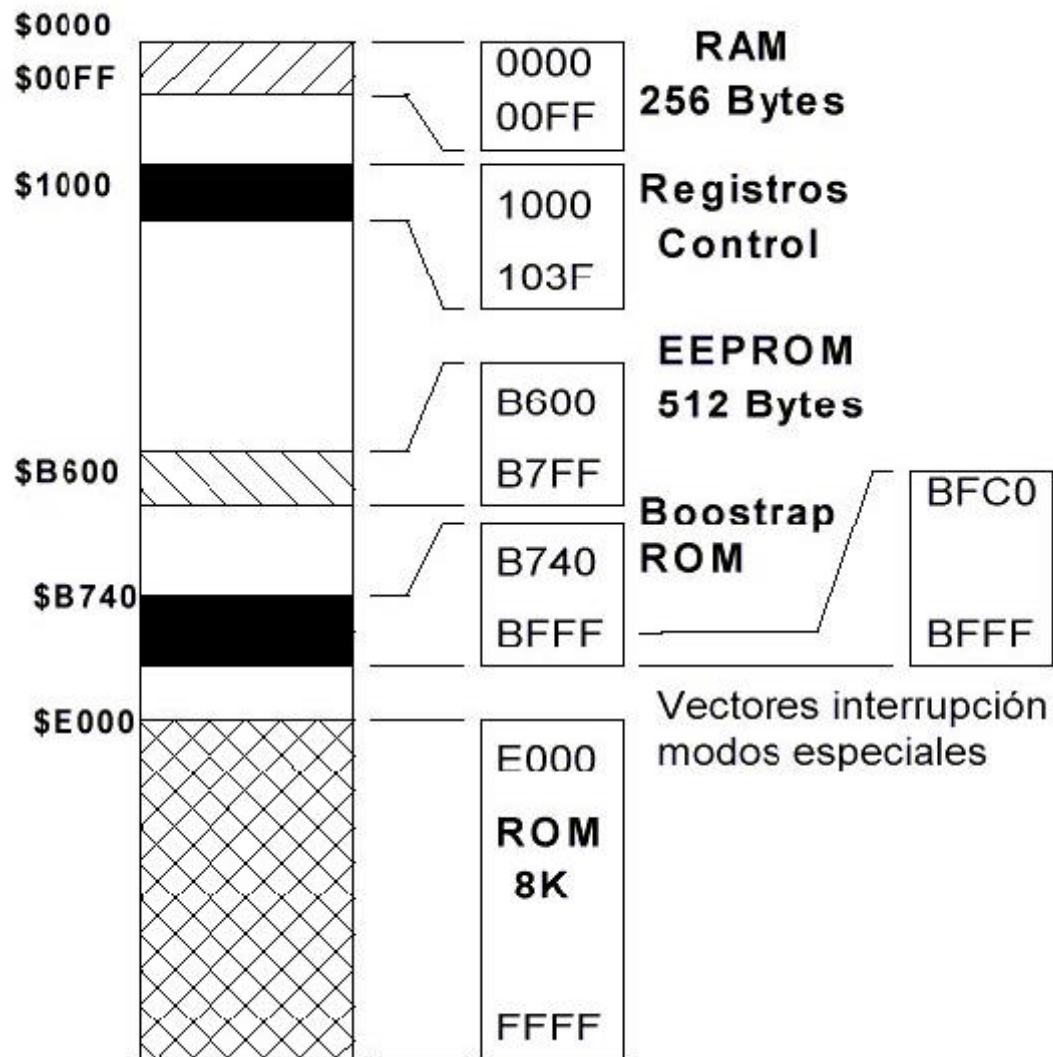 $0000
$00FF
0000
00FF
RAM
256 Bytes
$1000
1000
103F
Registros
Control
EEPROM
512 Bytes
$B600
B600
B7FF
Boostrap
ROM
$B740
B740
BFFF
BFC0
BFFF
Vectores interrupción
modos especiales
$E000
E000
ROM
8K
FFFF